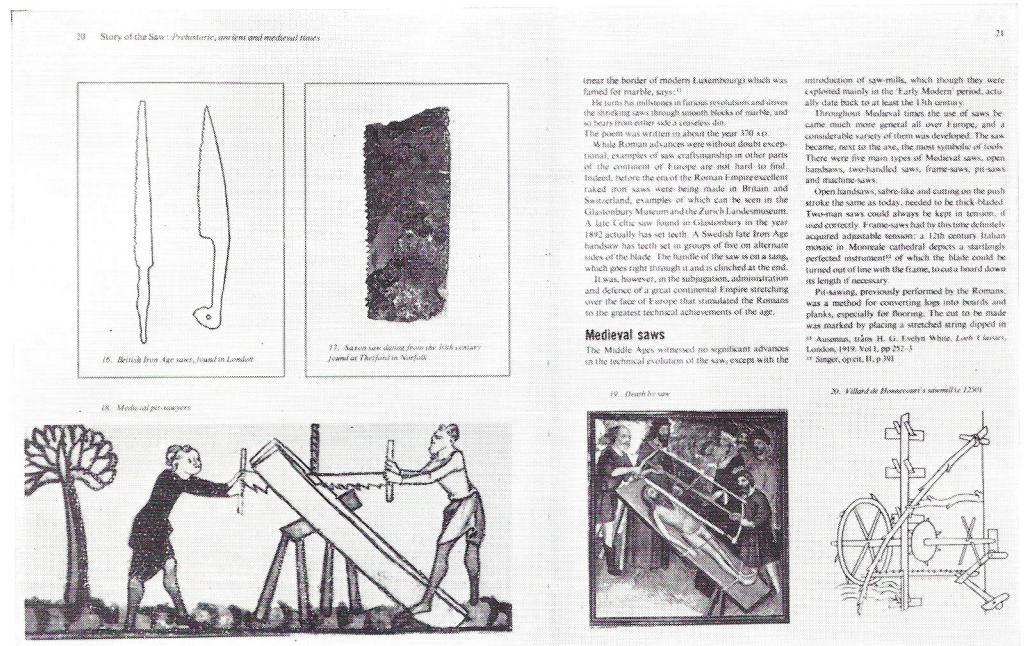 20 Story of the Saw: Prehistoric, ancient and medieval times
16. British Iron Age saws, found in London
17. Saxon saw dating from the 10th century
found at Thetford in Norfolk
18. Medieval pit-sawyers
21
(near the border of modern Luxembourg) which was
famed for marble, says:¹¹
He turns his millstones in furious revolutions and drives
the shrieking saws through smooth blocks of marble, and
so hears from either side a ceaseless din.
The poem was written in about the year 370 A.D.
While Roman advances were without doubt excep-
tional, examples of saw craftsmanship in other parts
of the continent of Europe are not hard to find.
Indeed, before the era of the Roman Empire excellent
raked iron saws were being made in Britain and
Switzerland, examples of which can be seen in the
Glastonbury Museum and the Zurich Landesmuseum.
A late Celtic saw found in Glastonbury in the year
1892 actually has set teeth. A Swedish late Iron Age
handsaw has teeth set in groups of five on alternate
sides of the blade. The handle of the saw is on a tang,
which goes right through it and is clinched at the end.
It was, however, in the subjugation, administration
and defence of a great continental Empire stretching
over the face of Europe that stimulated the Romans
to the greatest technical achievements of the age.
Medieval saws
The Middle Ages witnessed no significant advances
in the technical evolution of the saw, except with the
introduction of saw-mills, which though they were
exploited mainly in the 'Early Modern' period, actu-
ally date back to at least the 13th century.
Throughout Medieval times the use of saws be-
came much more general all over Europe, and a
considerable variety of them was developed. The saw
became, next to the axe, the most symbolic of tools.
There were five main types of Medieval saws, open
handsaws, two-handled saws, frame-saws, pit-saws
and machine-saws.
Open handsaws, sabre-like and cutting on the push
stroke the same as today, needed to be thick-bladed.
Two-man saws could always be kept in tension, if
used correctly. Frame-saws had by this time definitely
acquired adjustable tension: a 12th century Italian
mosaic in Monreale cathedral depicts a startlingly
perfected instrument¹² of which the blade could be
turned out of line with the frame, to cut a board down
its length if necessary.
Pit-sawing, previously performed by the Romans,
was a method for converting logs into boards and
planks, especially for flooring. The cut to be made
was marked by placing a stretched string dipped in
¹¹ Ausonius, trans H. G. Evelyn White, Loeb Classics,
London, 1919, Vol I, pp 252-3
¹² Singer, op cit, II, p 391
19. Death by saw
20. Villard de Honnecourt's sawmill (c 1250)